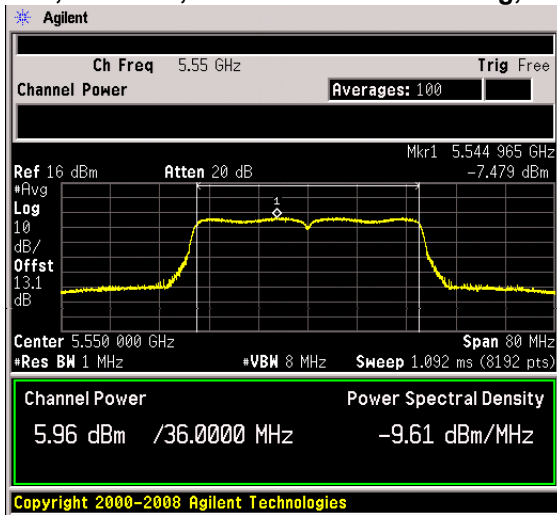 Agilent
Ch Freq 5.55 GHz Trig Free
Channel Power Averages: 100
Mkr1 5.544 965 GHz
Ref 16 dBm Atten 20 dB -7.479 dBm
#Avg
Log
10
dB/
Offst
13.1
dB
1
Center 5.550 000 GHz Span 80 MHz
#Res BW 1 MHz #VBW 8 MHz Sweep 1.092 ms (8192 pts)
Channel Power Power Spectral Density
5.96 dBm /36.0000 MHz -9.61 dBm/MHz
Copyright 2000-2008 Agilent Technologies